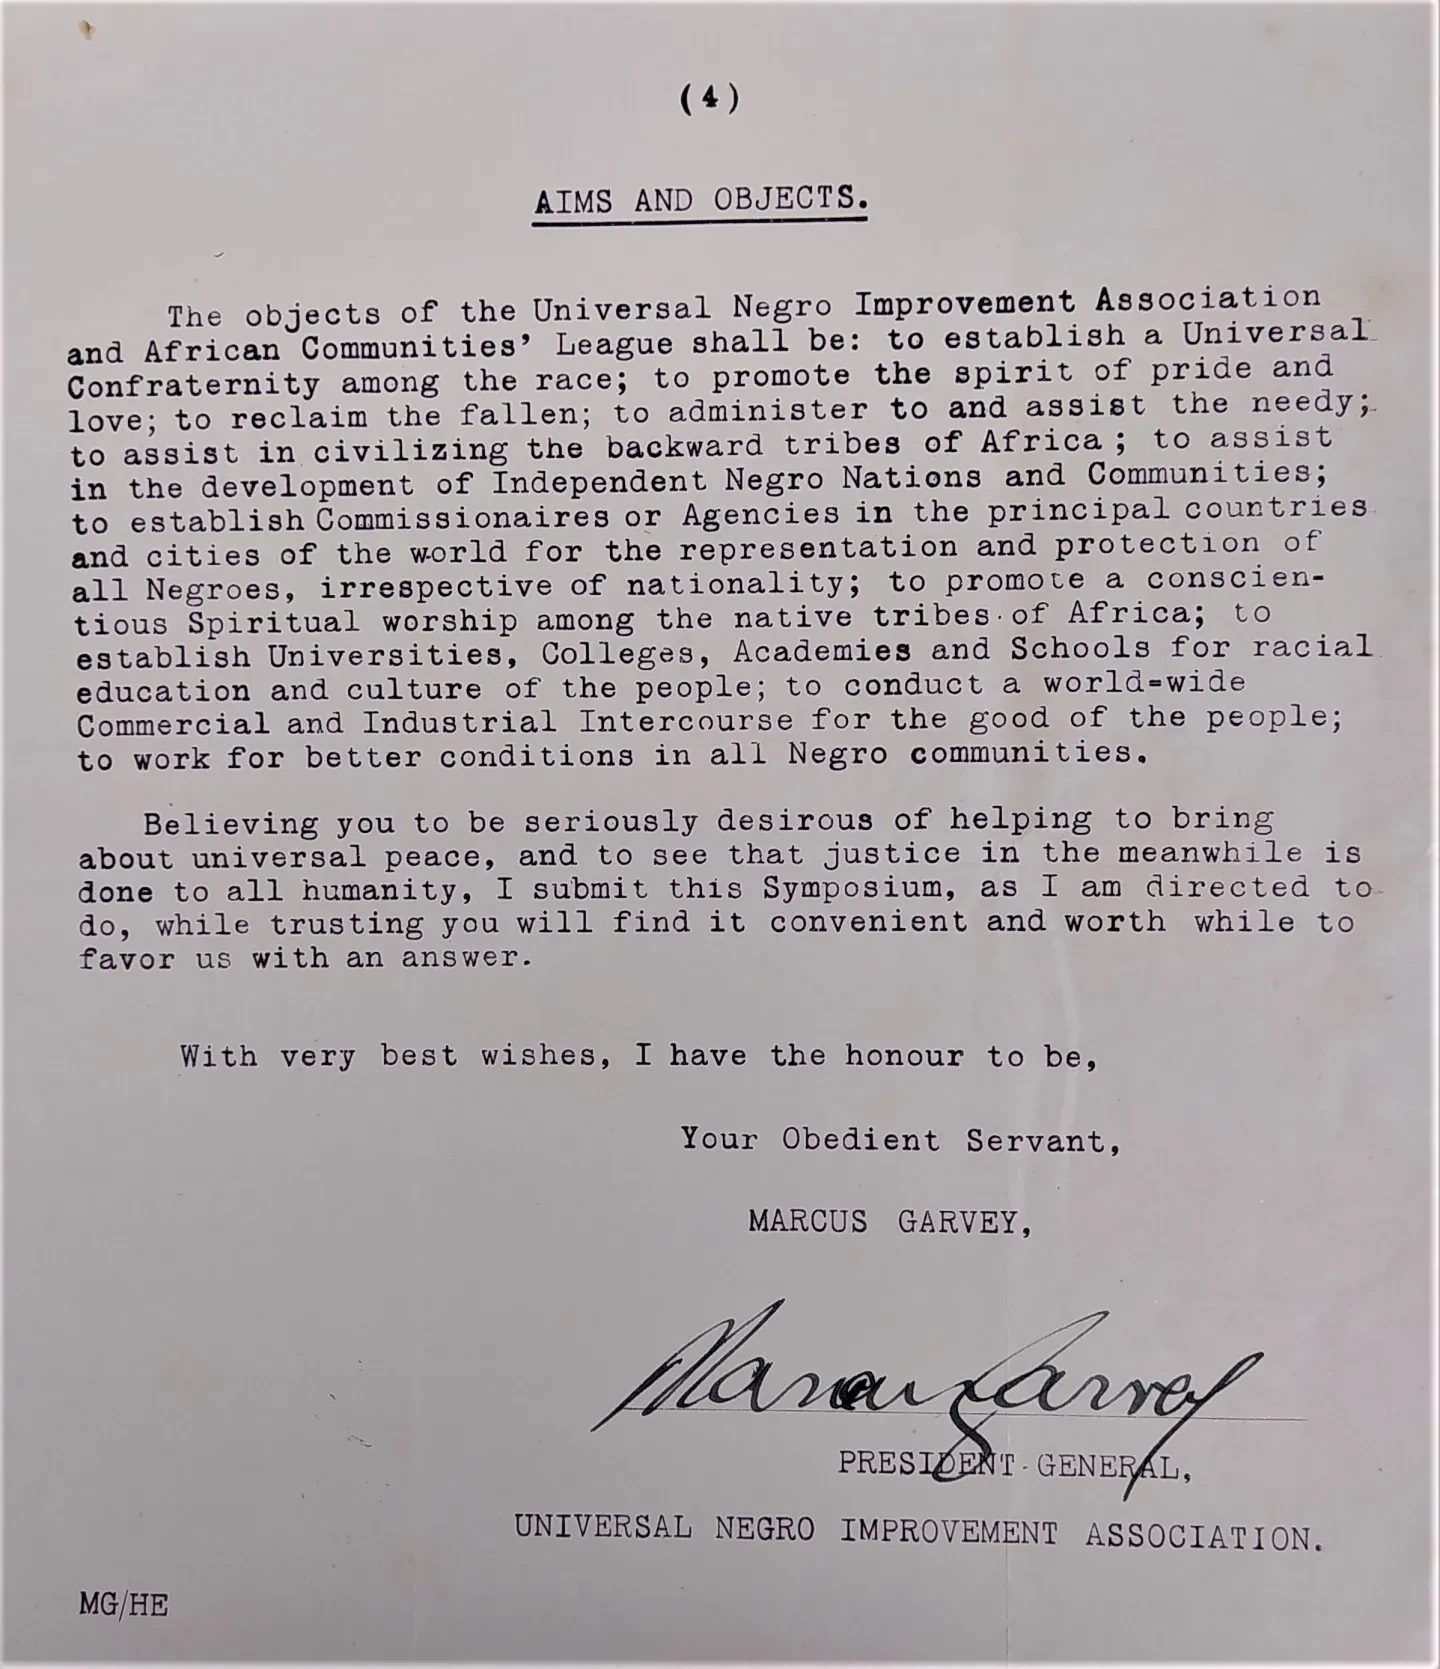 (4)
AIMS AND OBJECTS.
The objects of the Universal Negro Improvement Association
and African Communities' League shall be: to establish a Universal
Confraternity among the race; to promote the spirit of pride and
love; to reclaim the fallen; to administer to and assist the needy;
to assist in civilizing the backward tribes of Africa; to assist
in the development of Independent Negro Nations and Communities;
to establish Commissionaires or Agencies in the principal countries
and cities of the world for the representation and protection of
all Negroes, irrespective of nationality; to promote a conscien-
tious Spiritual worship among the native tribes of Africa; to
establish Universities, Colleges, Academies and Schools for racial
education and culture of the people; to conduct a world-wide
Commercial and Industrial Intercourse for the good of the people;
to work for better conditions in all Negro communities.
Believing you to be seriously desirous of helping to bring
about universal peace, and to see that justice in the meanwhile is
done to all humanity, I submit this Symposium, as I am directed to
do, while trusting you will find it convenient and worth while to
favor us with an answer.
With very best wishes, I have the honour to be,
Your Obedient Servant,
MARCUS GARVEY,
Marcus Garvey
PRESIDENT-GENERAL,
UNIVERSAL NEGRO IMPROVEMENT ASSOCIATION.
MG/HE